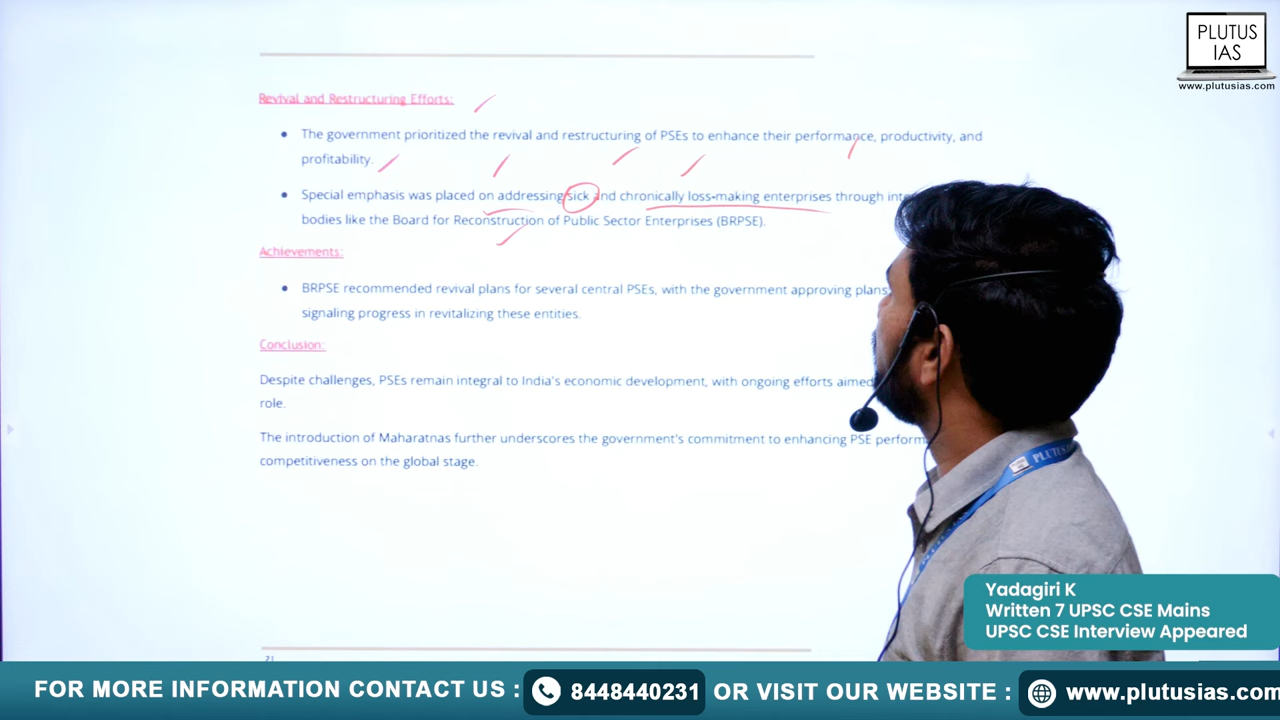 PLUTUS
IAS
www.plutusias.com
Revival and Restructuring Efforts:
• The government prioritized the revival and restructuring of PSEs to enhance their performance, productivity, and
profitability.
• Special emphasis was placed on addressing sick and chronically loss-making enterprises through
bodies like the Board for Reconstruction of Public Sector Enterprises (BRPSE).
Achievements:
• BRPSE recommended revival plans for several central PSEs, with the government approving plans
signaling progress in revitalizing these entities.
Conclusion:
Despite challenges, PSEs remain integral to India's economic development, with ongoing efforts aimed
role.
The introduction of Maharatnas further underscores the government's commitment to enhancing PSE perform
competitiveness on the global stage.
PLUTUS
Yadagiri K
Written 7 UPSC CSE Mains
UPSC CSE Interview Appeared
FOR MORE INFORMATION CONTACT US : 8448440231 OR VISIT OUR WEBSITE : www.plutusias.com